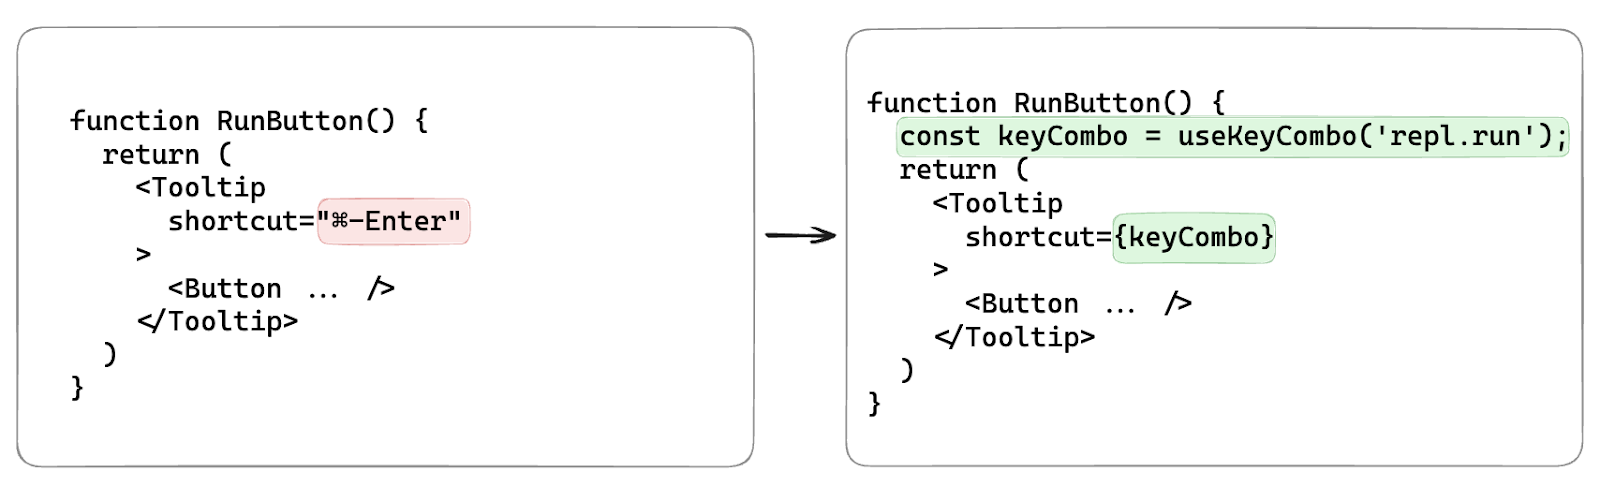 function RunButton() {
  return (
    <Tooltip
      shortcut="⌘-Enter"
    >
      <Button ... />
    </Tooltip>
  )
}
function RunButton() {
  const keyCombo = useKeyCombo('repl.run');
  return (
    <Tooltip
      shortcut={keyCombo}
    >
      <Button ... />
    </Tooltip>
  )
}